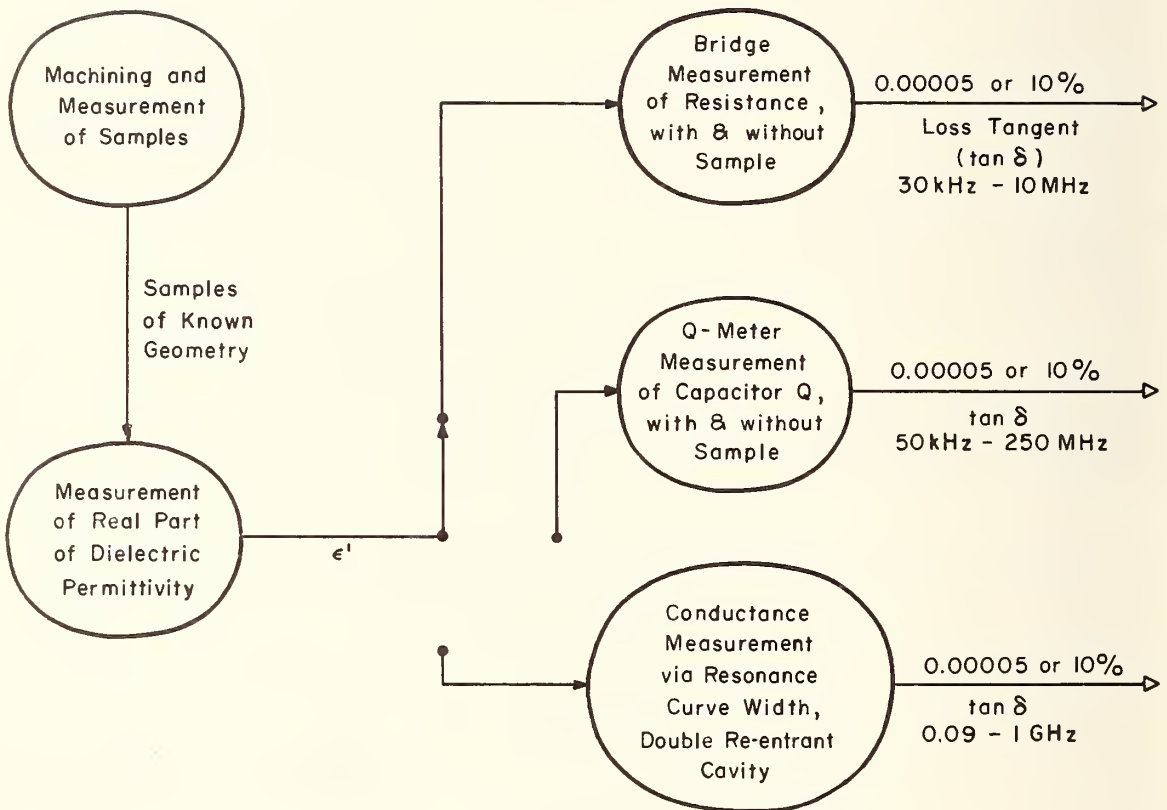 Machining and
Measurement
of Samples
Samples
of Known
Geometry
Measurement
of Real Part
of Dielectric
Permittivity
ϵ'
Bridge
Measurement
of Resistance,
with & without
Sample
0.00005 or 10%
Loss Tangent
(tan δ)
30kHz - 10MHz
Q-Meter
Measurement
of Capacitor Q,
with & without
Sample
0.00005 or 10%
tan δ
50kHz - 250 MHz
Conductance
Measurement
via Resonance
Curve Width,
Double Re-entrant
Cavity
0.00005 or 10%
tan δ
0.09 - 1 GHz